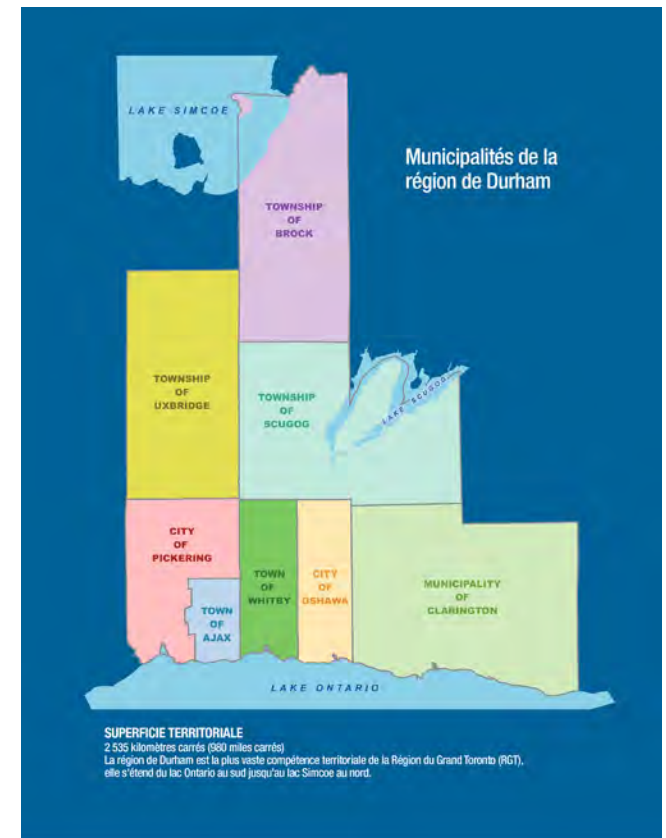 LAKE SIMCOE
Municipalités de la
région de Durham
TOWNSHIP
OF
BROCK
TOWNSHIP
OF
UXBRIDGE
TOWNSHIP
OF
SCUGOG
LAKE SCUGOG
CITY
OF
PICKERING
TOWN
OF
AJAX
TOWN
OF
WHITBY
CITY
OF
OSHAWA
MUNICIPALITY
OF
CLARINGTON
LAKE ONTARIO
SUPERFICIE TERRITORIALE
2 535 kilomètres carrés (980 miles carrés)
La région de Durham est la plus vaste compétence territoriale de la Région du Grand Toronto (RGT),
elle s'étend du lac Ontario au sud jusqu'au lac Simcoe au nord.